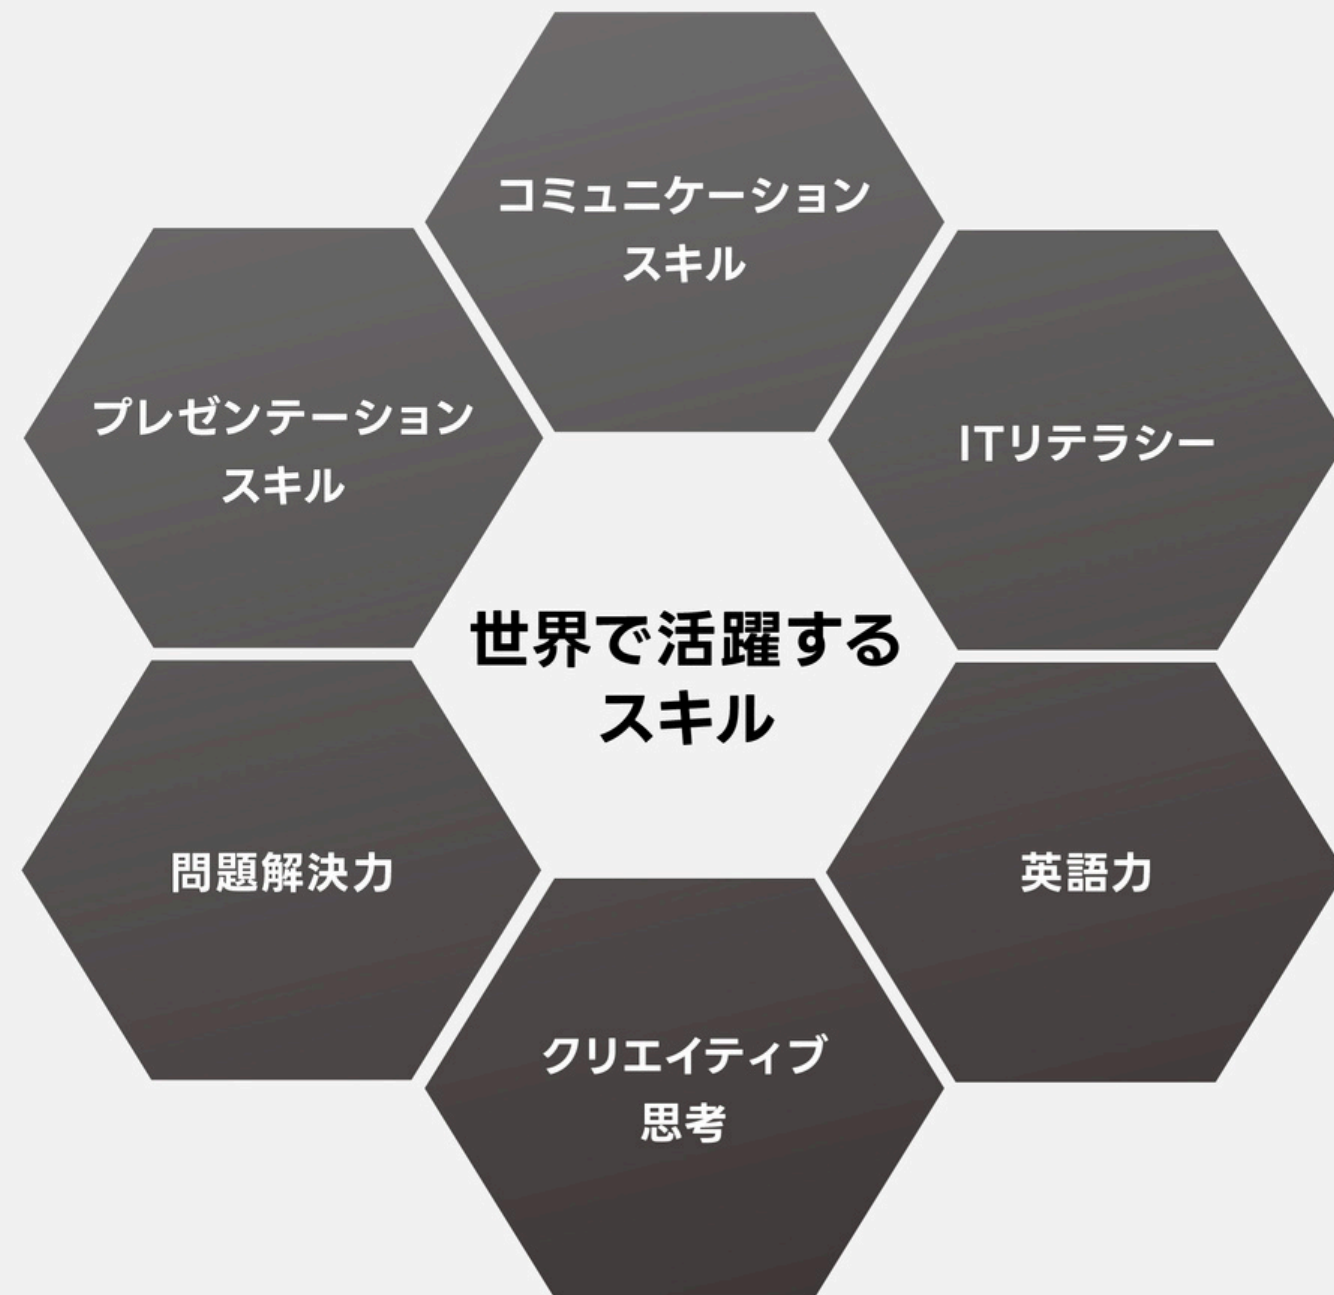 コミュニケーション
スキル
プレゼンテーション
スキル
ITリテラシー
世界で活躍する
スキル
問題解決力
英語力
クリエイティブ
思考